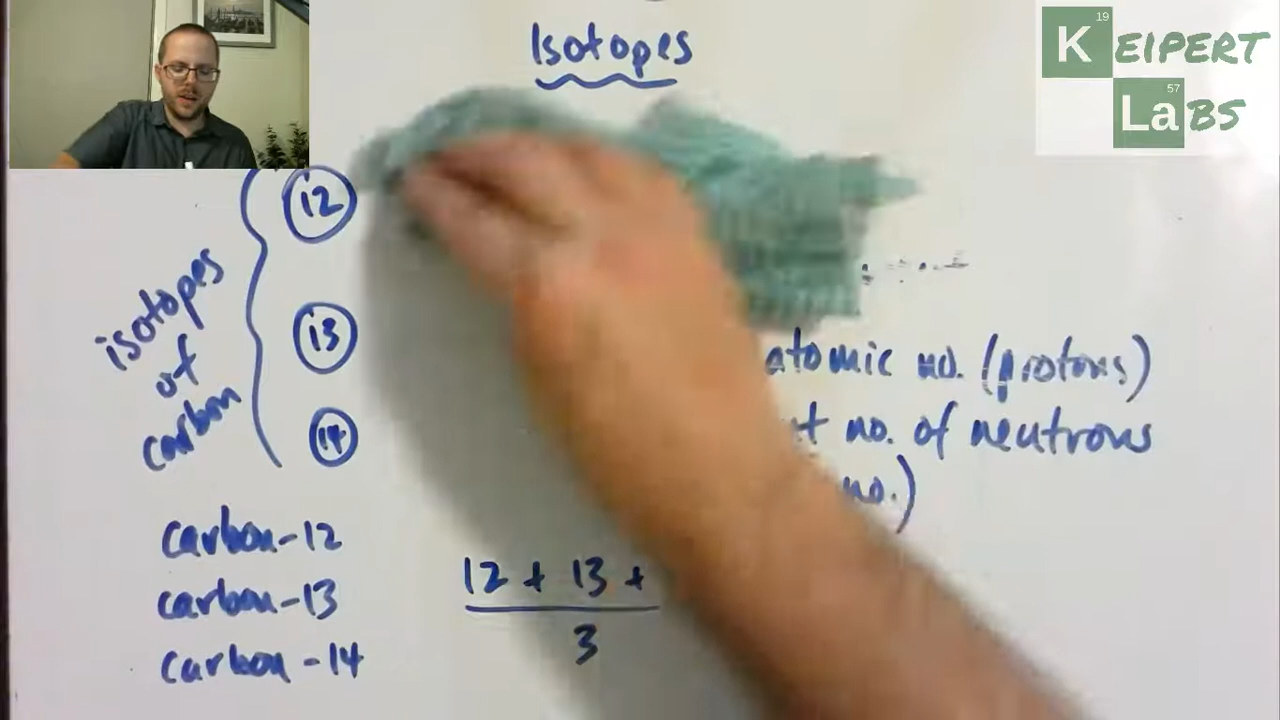 Isotopes
19
KEIPERT
57
LaBS
12
13
14
isotopes
of
carbon
atomic no. (protons)
no. of neutrons
no.)
carbon-12
carbon-13
carbon-14
12 + 13 +
3